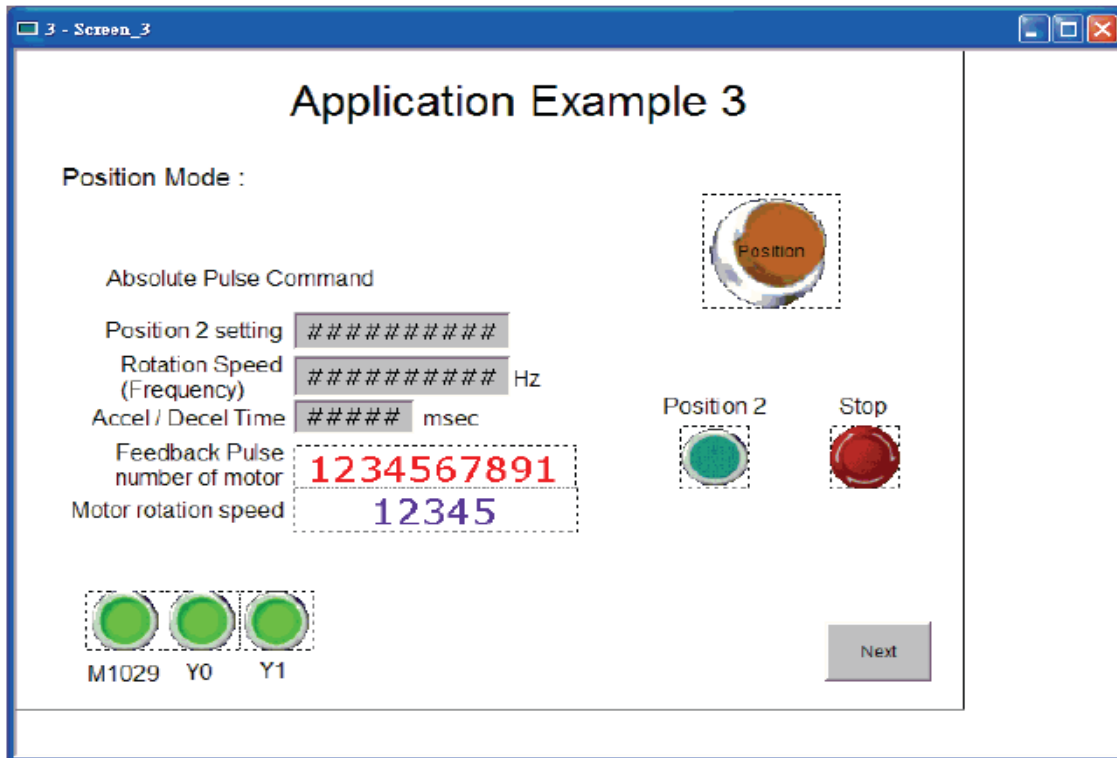 3 - Screen_3
Application Example 3
Position Mode :
Position
Absolute Pulse Command
Position 2 setting ##########
Rotation Speed
(Frequency) ########## Hz
Accel / Decel Time ##### msec
Position 2 Stop
Feedback Pulse
number of motor 1234567891
Motor rotation speed 12345
M1029 Y0 Y1
Next